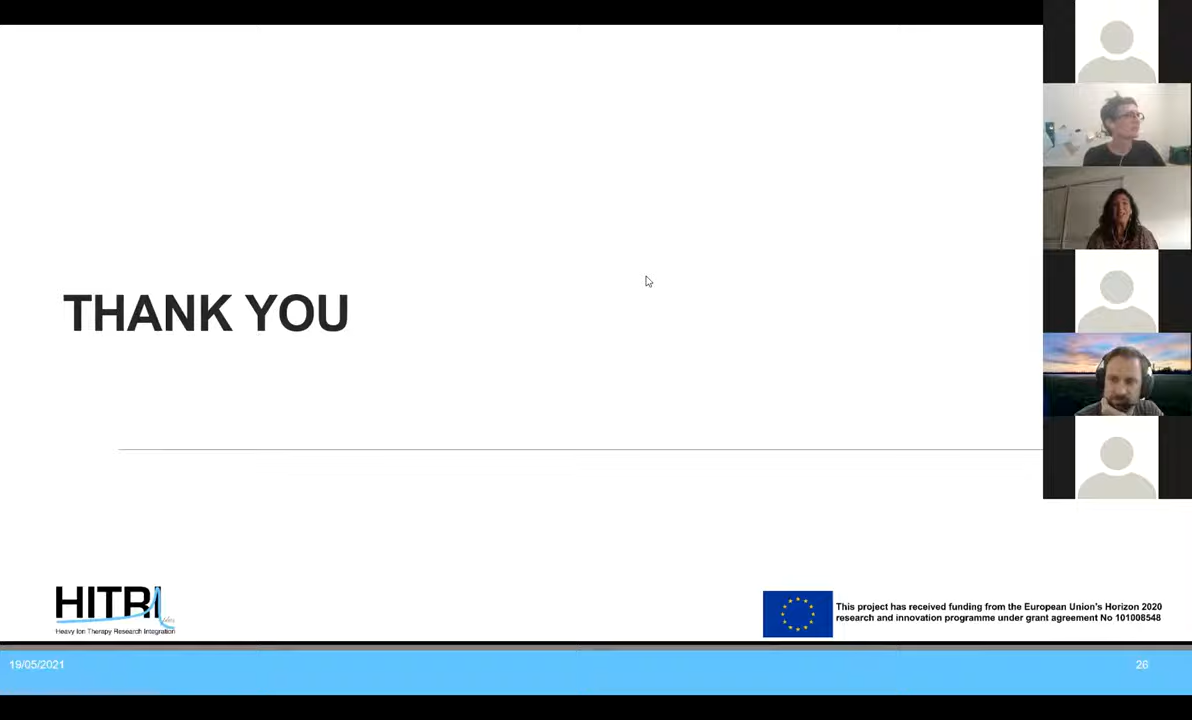 THANK YOU
HITRI
Heavy Ion Therapy Research Integration
This project has received funding from the European Union's Horizon 2020
research and innovation programme under grant agreement No 101008548
19/05/2021
26